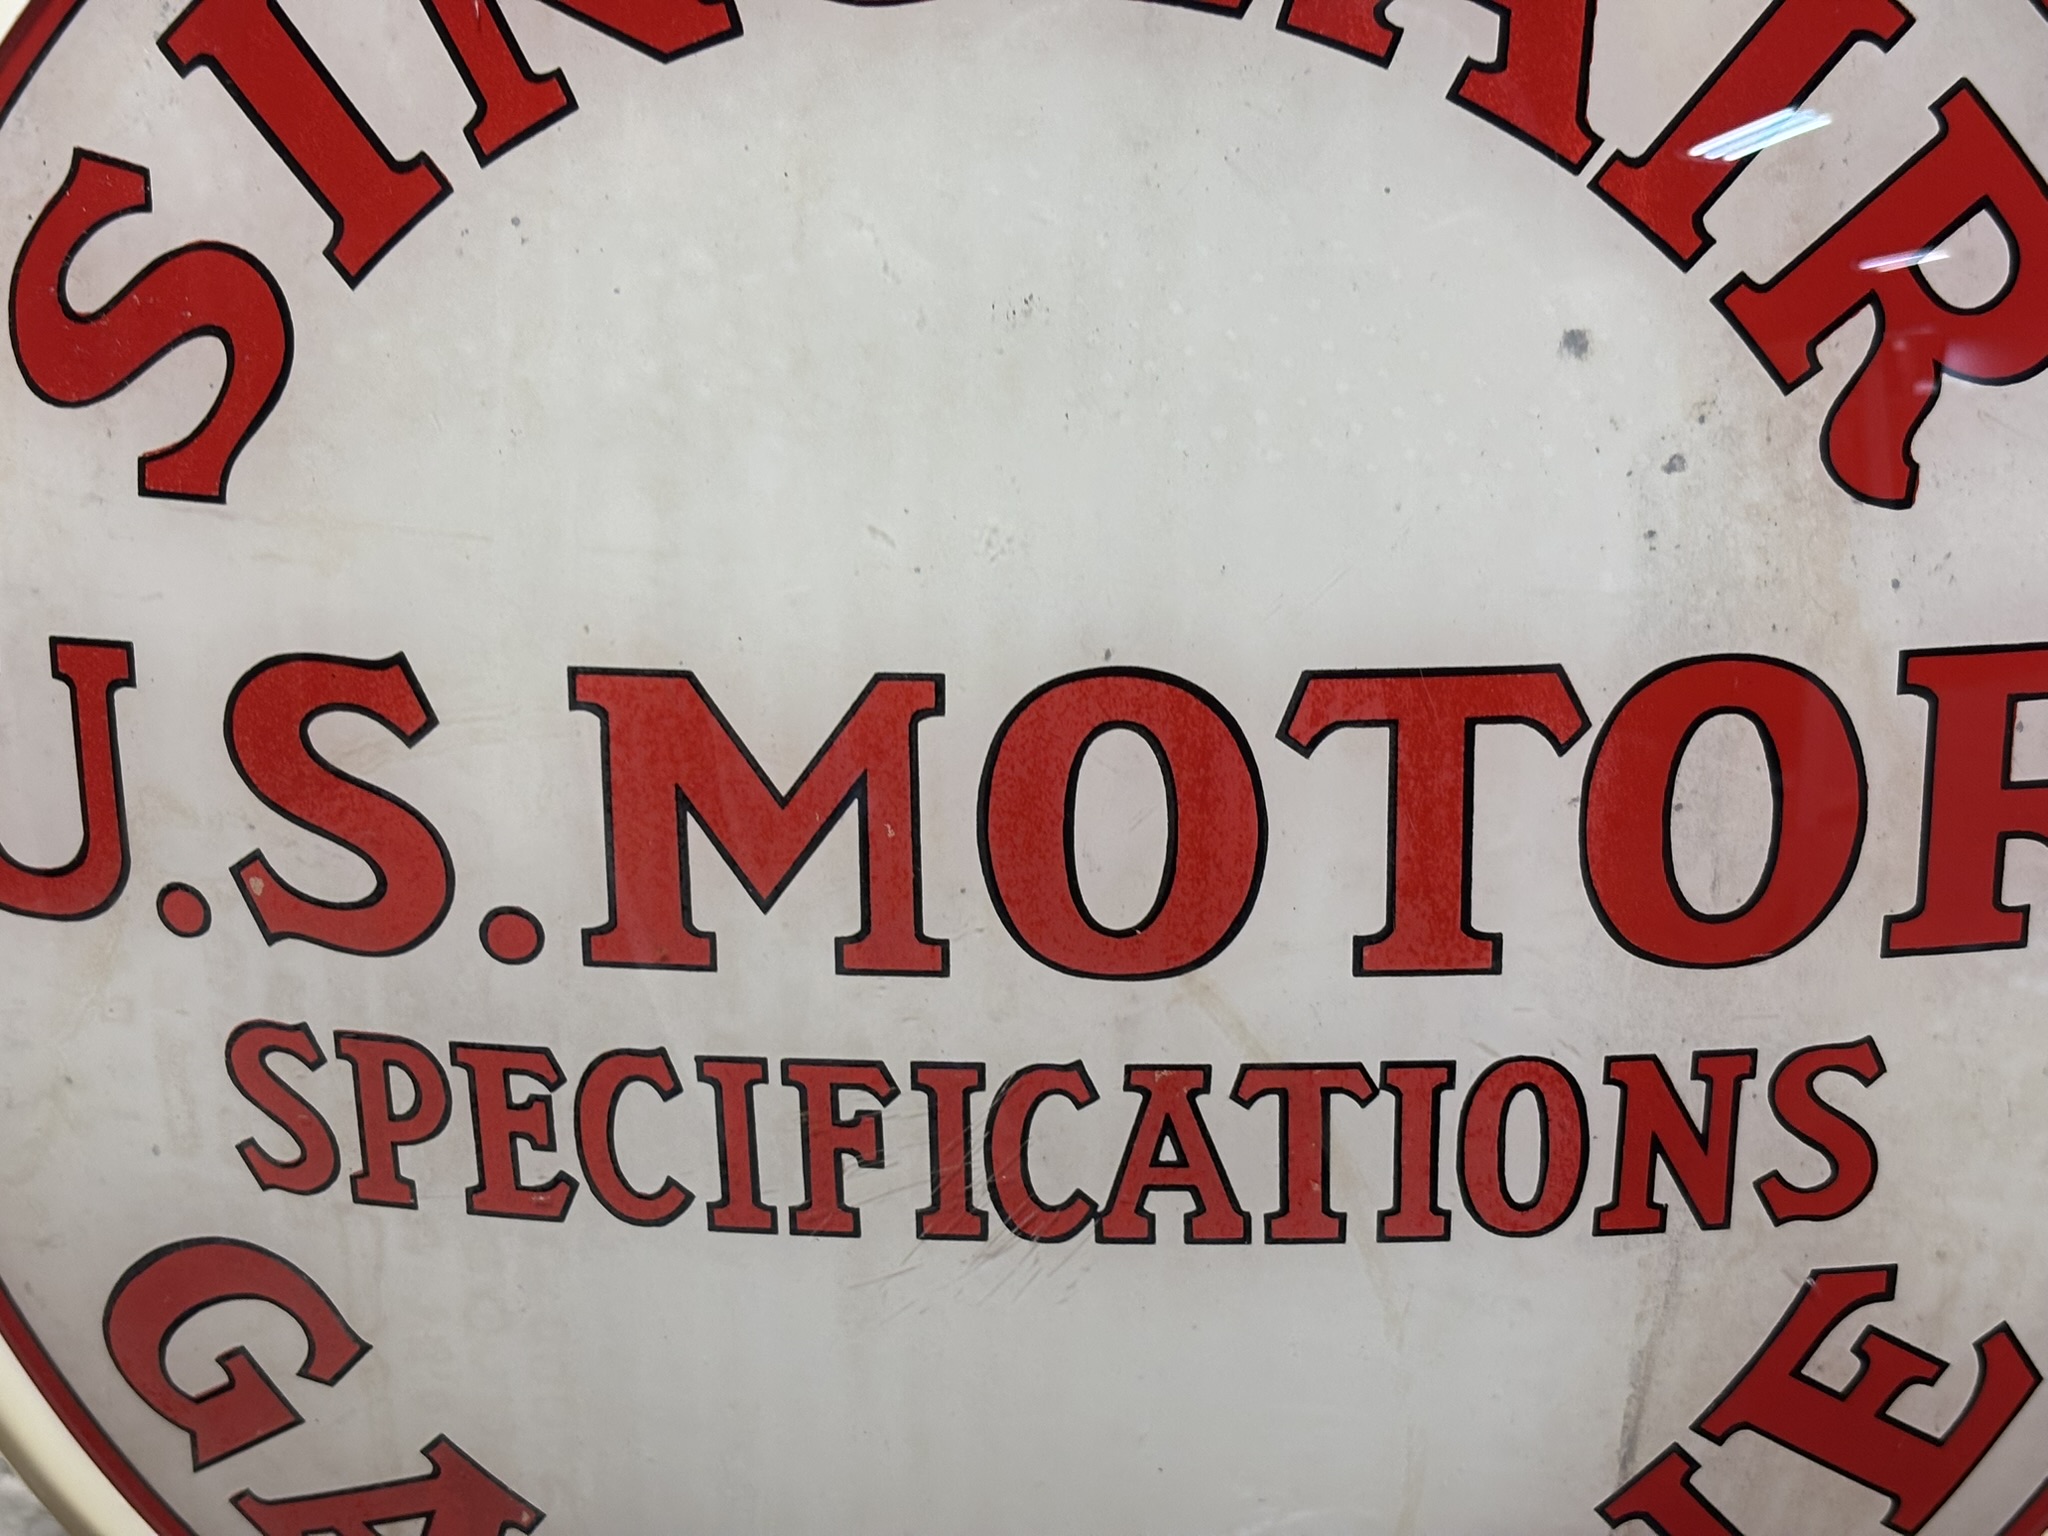 SINCLAIR
U.S. MOTOR
SPECIFICATIONS